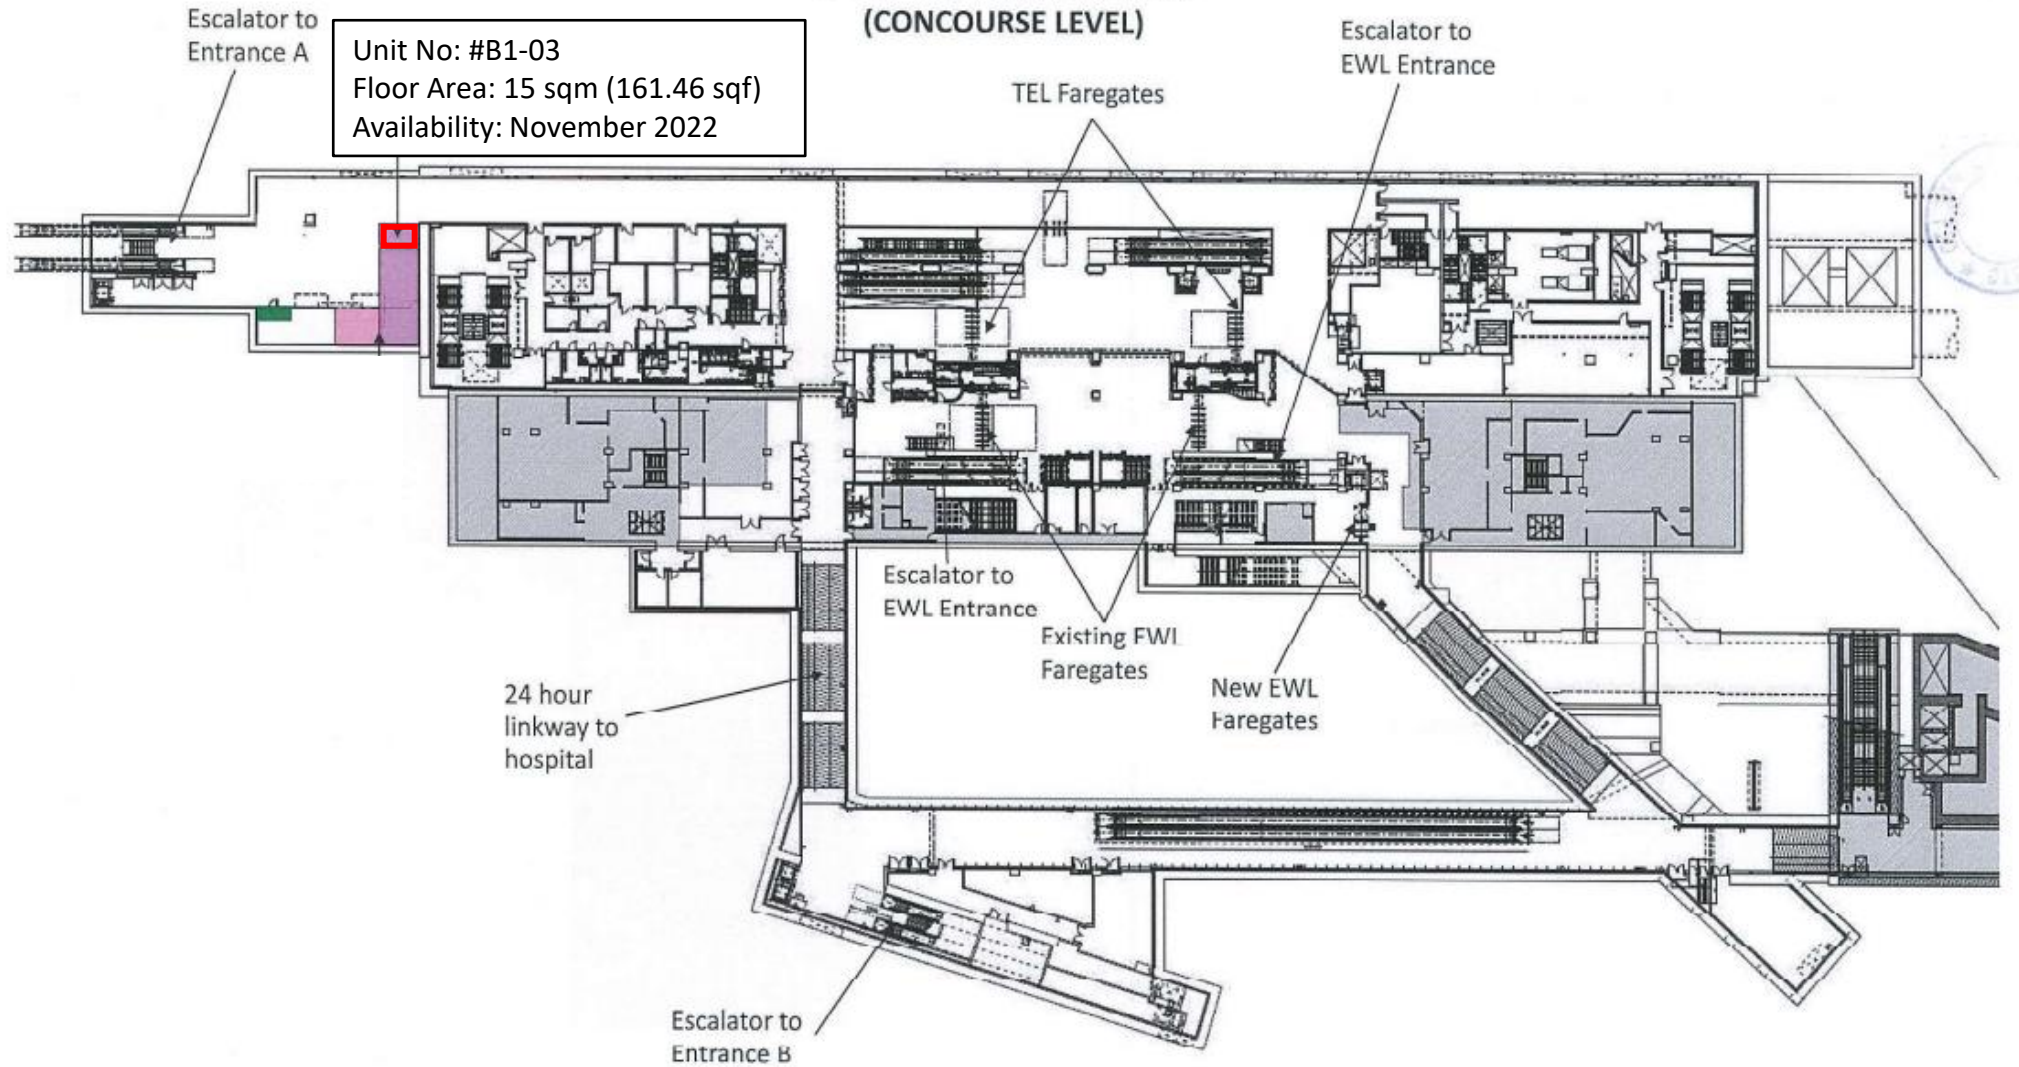 (CONCOURSE LEVEL)
Escalator to
Entrance A
Unit No: #B1-03
Floor Area: 15 sqm (161.46 sqf)
Availability: November 2022
TEL Faregates
Escalator to
EWL Entrance
Escalator to
EWL Entrance
Existing EWL
Faregates
New EWL
Faregates
24 hour
linkway to
hospital
Escalator to
Entrance B